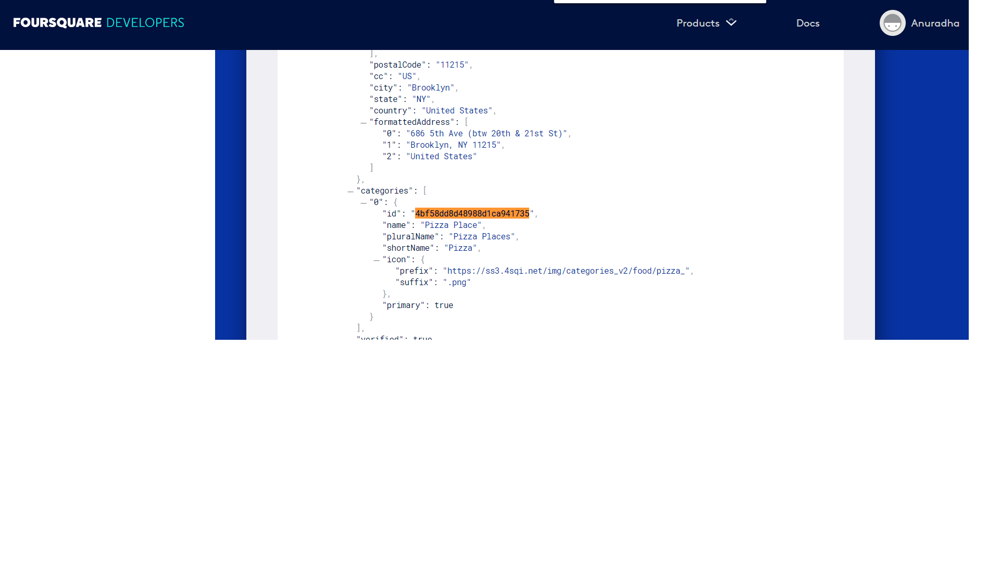 FOURSQUARE DEVELOPERS
Products
Docs
Anuradha
],
"postalCode": "11215",
"cc": "US",
"city": "Brooklyn",
"state": "NY",
"country": "United States",
"formattedAddress": [
"0": "686 5th Ave (btw 20th & 21st St)",
"1": "Brooklyn, NY 11215",
"2": "United States"
]
},
"categories": [
"0": {
"id": "4bf58dd8d48988d1ca941735",
"name": "Pizza Place",
"pluralName": "Pizza Places",
"shortName": "Pizza",
"icon": {
"prefix": "https://ss3.4sqi.net/img/categories_v2/food/pizza_",
"suffix": ".png"
},
"primary": true
}
],
"verified": true